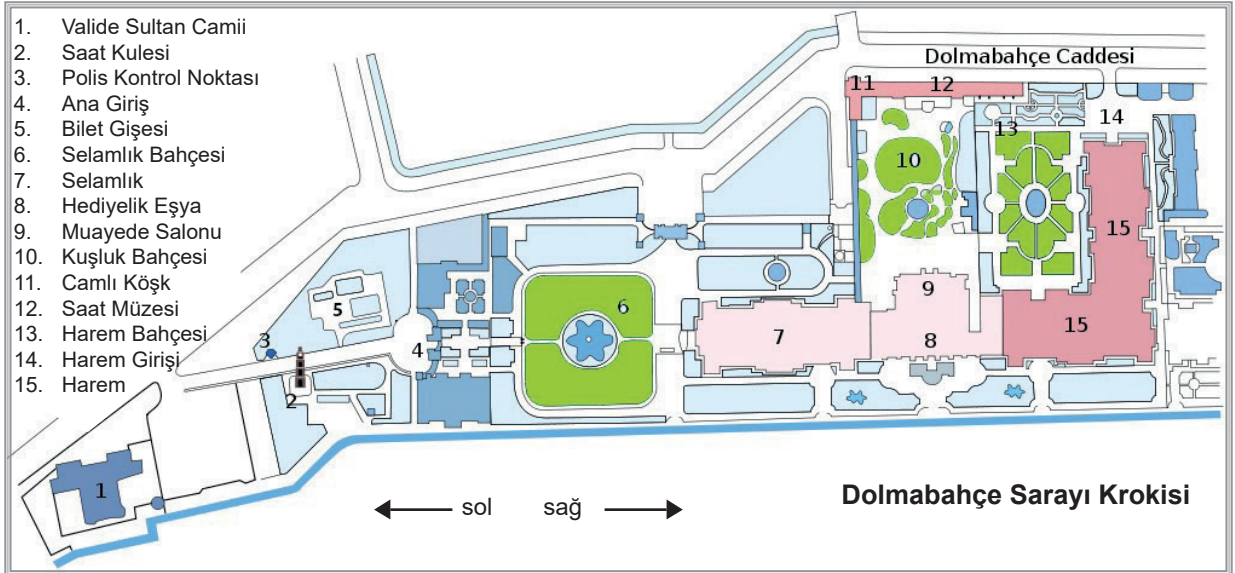 1. Valide Sultan Camii
2. Saat Kulesi
3. Polis Kontrol Noktası
4. Ana Giriş
5. Bilet Gişesi
6. Selamlık Bahçesi
7. Selamlık
8. Hediyelik Eşya
9. Muayede Salonu
10. Kuşluk Bahçesi
11. Camlı Köşk
12. Saat Müzesi
13. Harem Bahçesi
14. Harem Girişi
15. Harem
Dolmabahçe Caddesi
11
12
14
13
10
15
9
6
5
3
4
7
8
15
2
1
sol sağ
Dolmabahçe Sarayı Krokisi